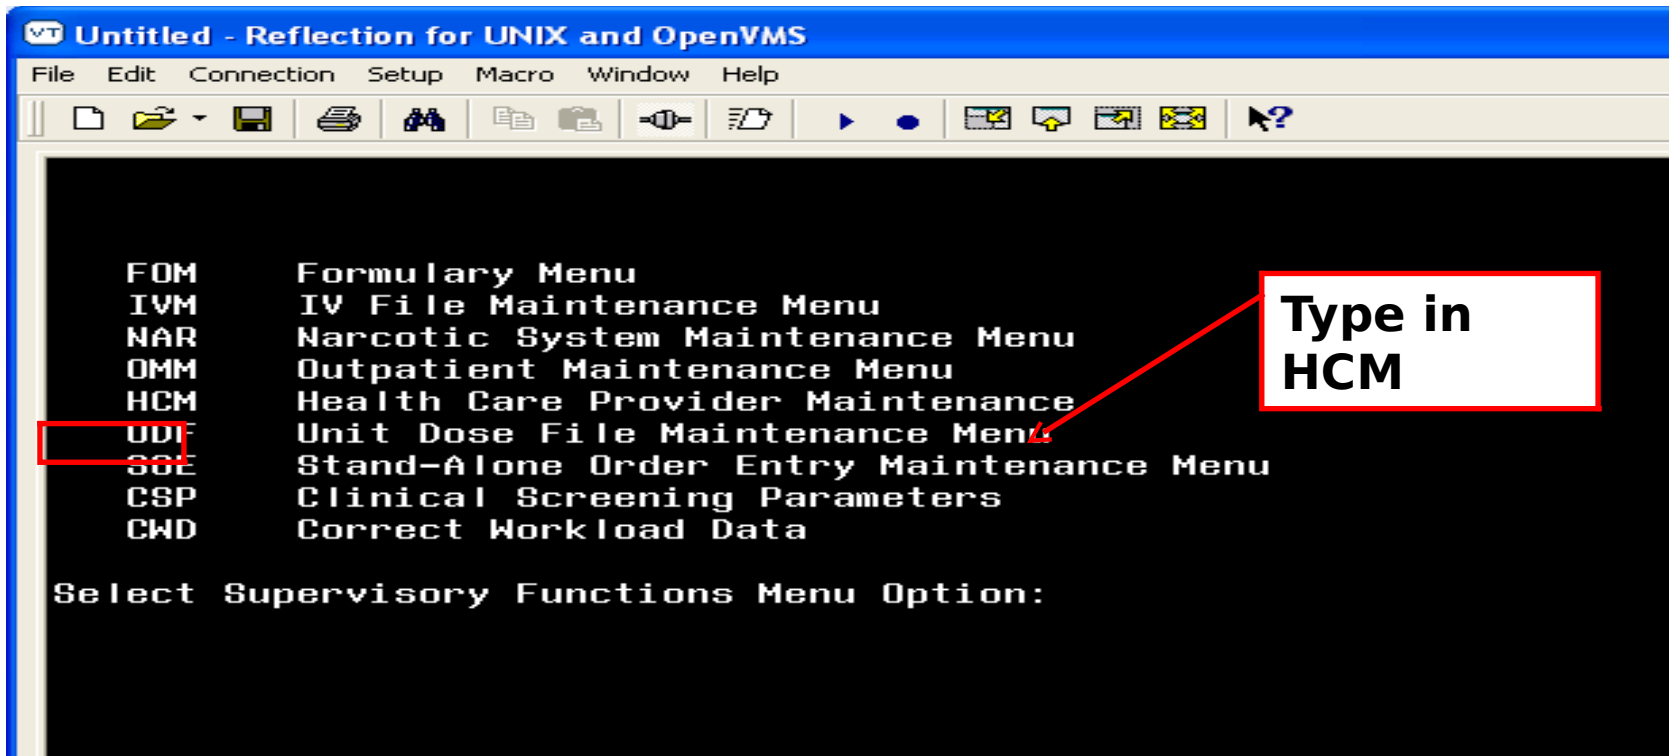 VT Untitled - Reflection for UNIX and OpenVMS
File Edit Connection Setup Macro Window Help
FOM Formulary Menu
IVM IV File Maintenance Menu
NAR Narcotic System Maintenance Menu
OMM Outpatient Maintenance Menu
HCM Health Care Provider Maintenance
UDF Unit Dose File Maintenance Menu
SOE Stand-Alone Order Entry Maintenance Menu
CSP Clinical Screening Parameters
CWD Correct Workload Data
Select Supervisory Functions Menu Option:
Type in
HCM